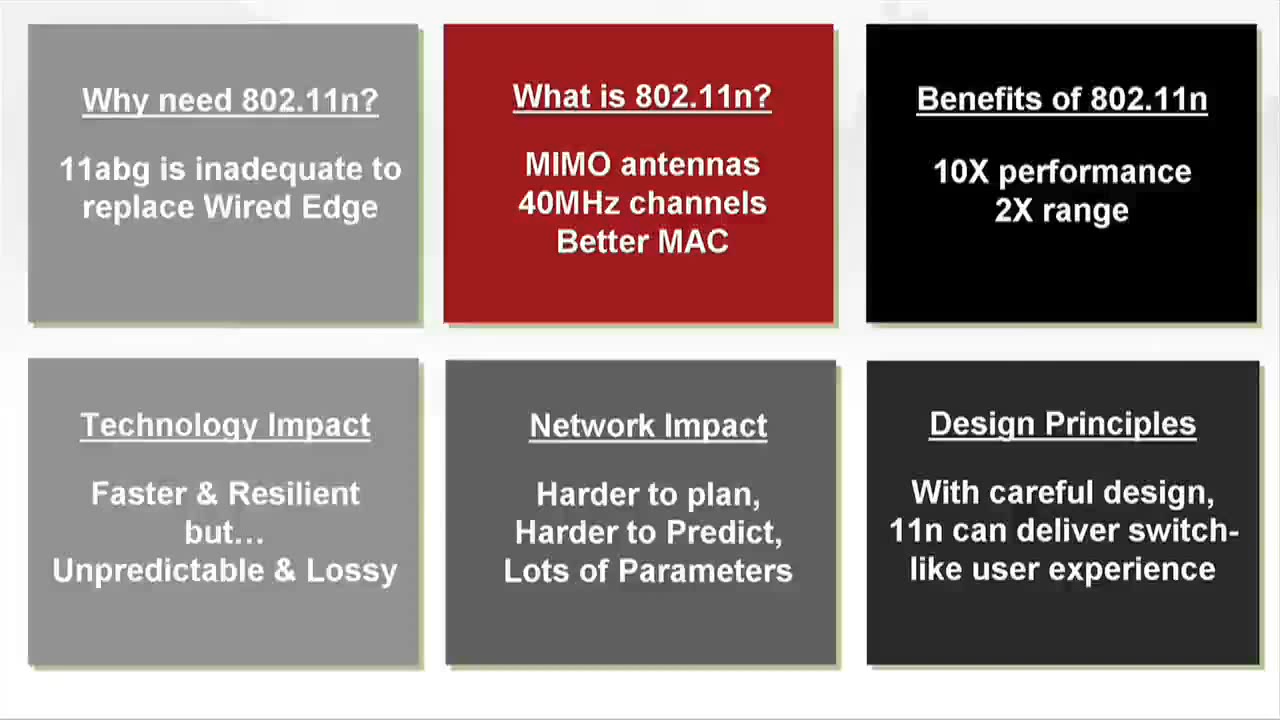 Why need 802.11n?
11abg is inadequate to
replace Wired Edge
What is 802.11n?
MIMO antennas
40MHz channels
Better MAC
Benefits of 802.11n
10X performance
2X range
Technology Impact
Faster & Resilient
but...
Unpredictable & Lossy
Network Impact
Harder to plan,
Harder to Predict,
Lots of Parameters
Design Principles
With careful design,
11n can deliver switch-
like user experience